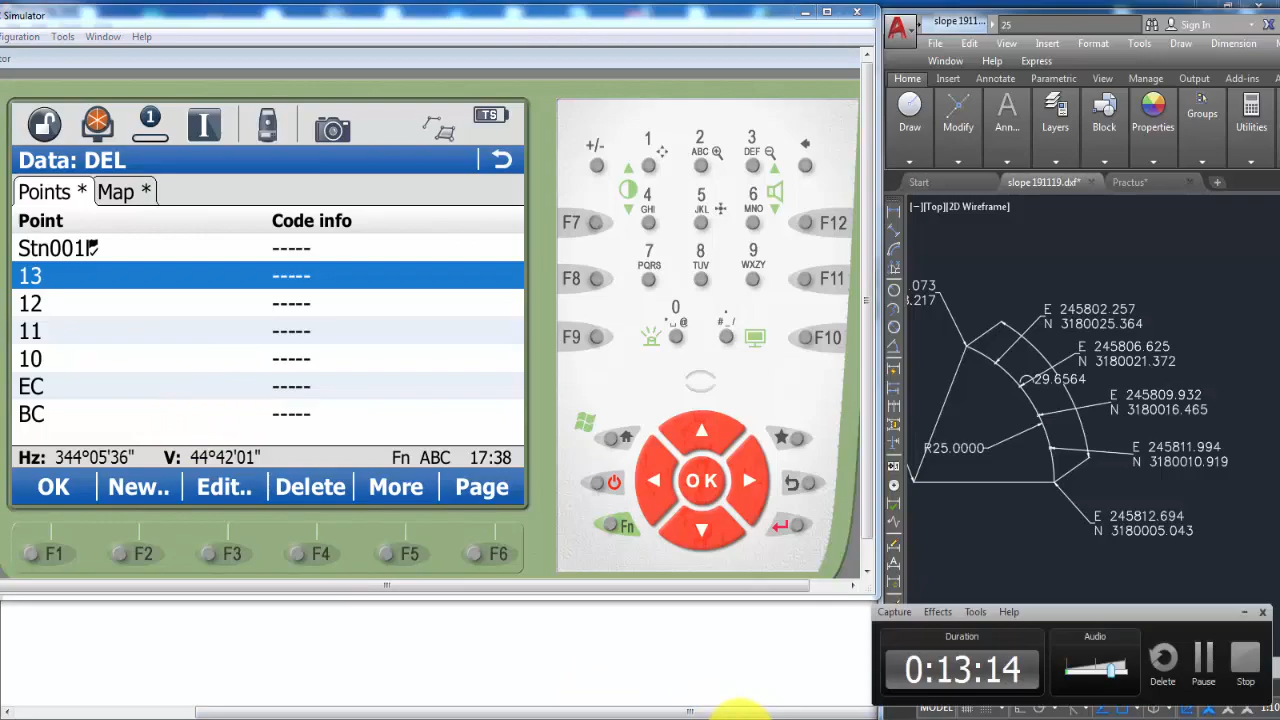 Simulator
figuration Tools Window Help
tor
1
I
TS
Data: DEL
Points * Map *
Point Code info
Stn001 -----
13 -----
12 -----
11 -----
10 -----
EC -----
BC -----
Hz: 344°05'36" V: 44°42'01" Fn ABC 17:38
OK New.. Edit.. Delete More Page
F1 F2 F3 F4 F5 F6
+/- 1 2 ABC 3 DEF
4 GHI 5 JKL 6 MNO
F7 F12
7 PQRS 8 TUV 9 WXYZ
F8 F11
0 *␣@ . #_/
F9 F10
OK
Fn
slope 1911... 25 Sign In
File Edit View Insert Format Tools Draw Dimension
Window Help Express
Home Insert Annotate Parametric View Manage Output Add-ins
Draw Modify Ann... Layers Block Properties Groups Utilities
Start slope 191119.dxf* Practus* +
[−][Top][2D Wireframe]
.073
3.217
E 245802.257
N 3180025.364
E 245806.625
N 3180021.372
29.6564
E 245809.932
N 3180016.465
R25.0000
E 245811.994
N 3180010.919
E 245812.694
N 3180005.043
Capture Effects Tools Help
Duration Audio
0:13:14
Delete Pause Stop
MODEL 1:10